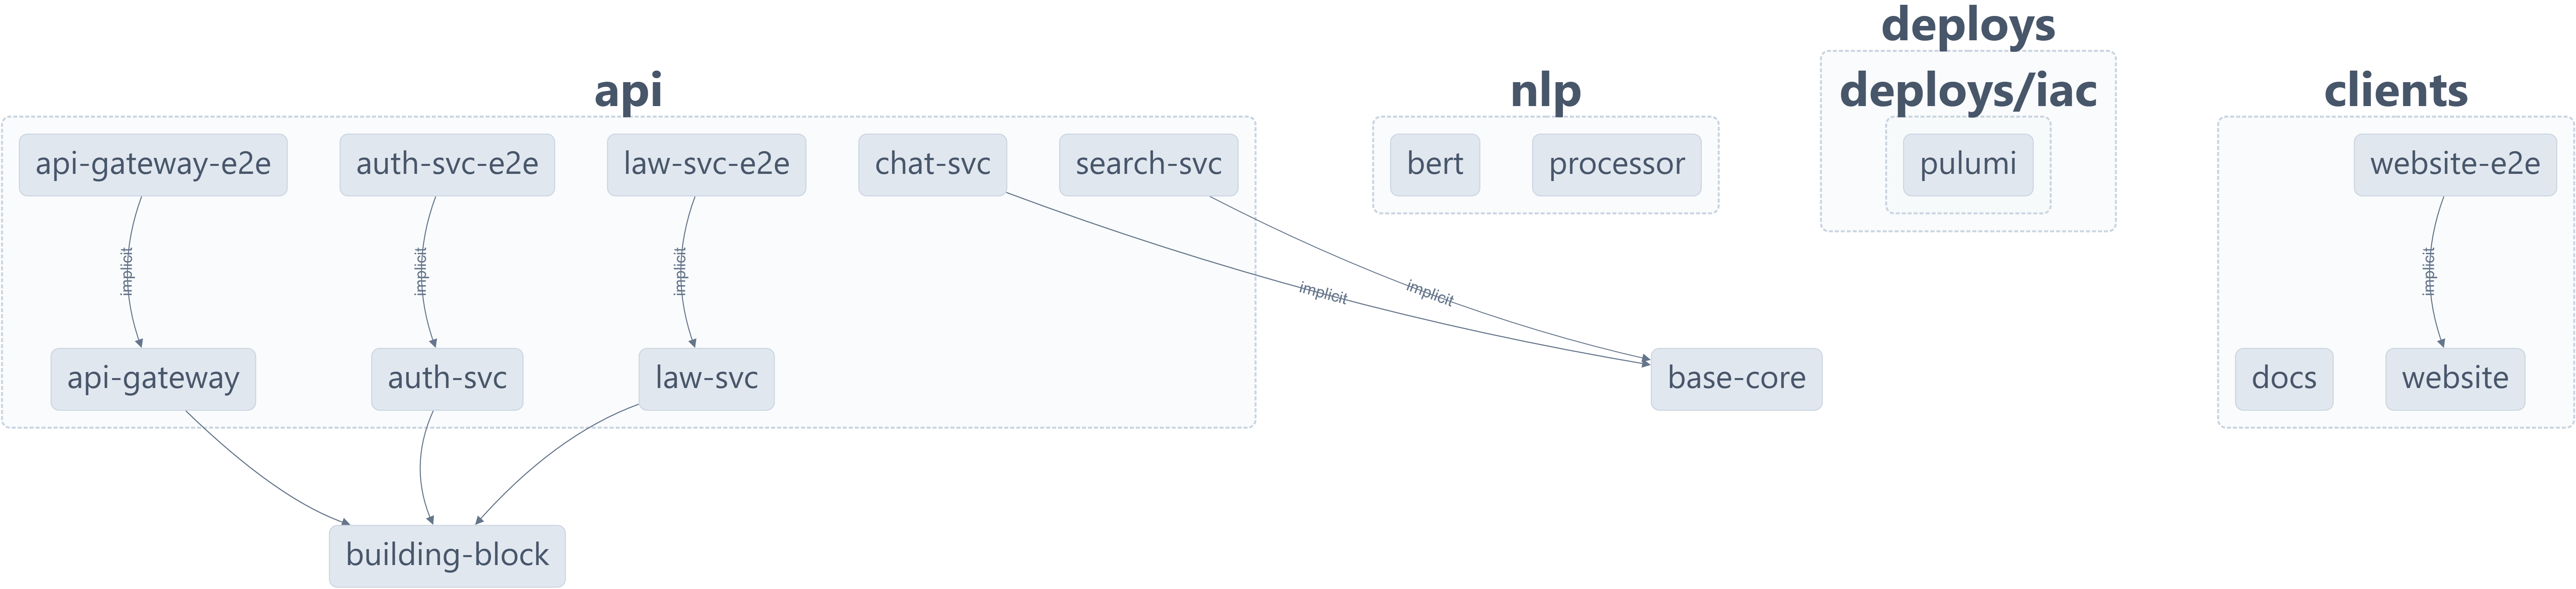 deploys
api
nlp
deploys/iac
clients
api-gateway-e2e
auth-svc-e2e
law-svc-e2e
chat-svc
search-svc
bert
processor
pulumi
website-e2e
implicit
implicit
implicit
implicit
implicit
implicit
api-gateway
auth-svc
law-svc
base-core
docs
website
building-block